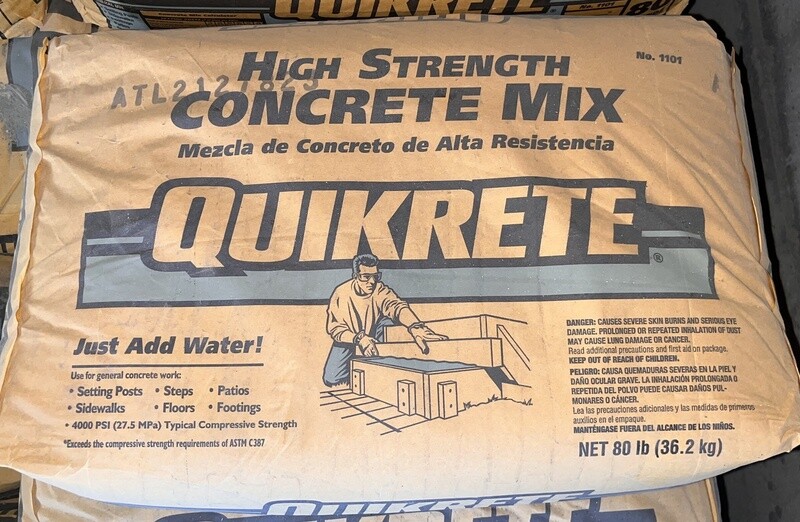 QUIKRETE
No. 1101
80
HIGH STRENGTH
No. 1101
CONCRETE MIX
Mezcla de Concreto de Alta Resistencia
QUIKRETE®
Just Add Water!
Use for general concrete work:
• Setting Posts • Steps • Patios
• Sidewalks • Floors • Footings
• 4000 PSI (27.5 MPa) Typical Compressive Strength
*Exceeds the compressive strength requirements of ASTM C387
DANGER: CAUSES SEVERE SKIN BURNS AND SERIOUS EYE
DAMAGE. PROLONGED OR REPEATED INHALATION OF DUST
MAY CAUSE LUNG DAMAGE OR CANCER.
Read additional precautions and first aid on package.
KEEP OUT OF REACH OF CHILDREN.
PELIGRO: CAUSA QUEMADURAS SEVERAS EN LA PIEL Y
DAÑO OCULAR GRAVE. LA INHALACIÓN PROLONGADA O
REPETIDA DEL POLVO PUEDE CAUSAR DAÑOS PUL-
MONARES O CÁNCER.
Lea las precauciones adicionales y las medidas de primeros
auxilios en el empaque.
MANTÉNGASE FUERA DEL ALCANCE DE LOS NIÑOS.
NET 80 lb (36.2 kg)
QUIKRETE